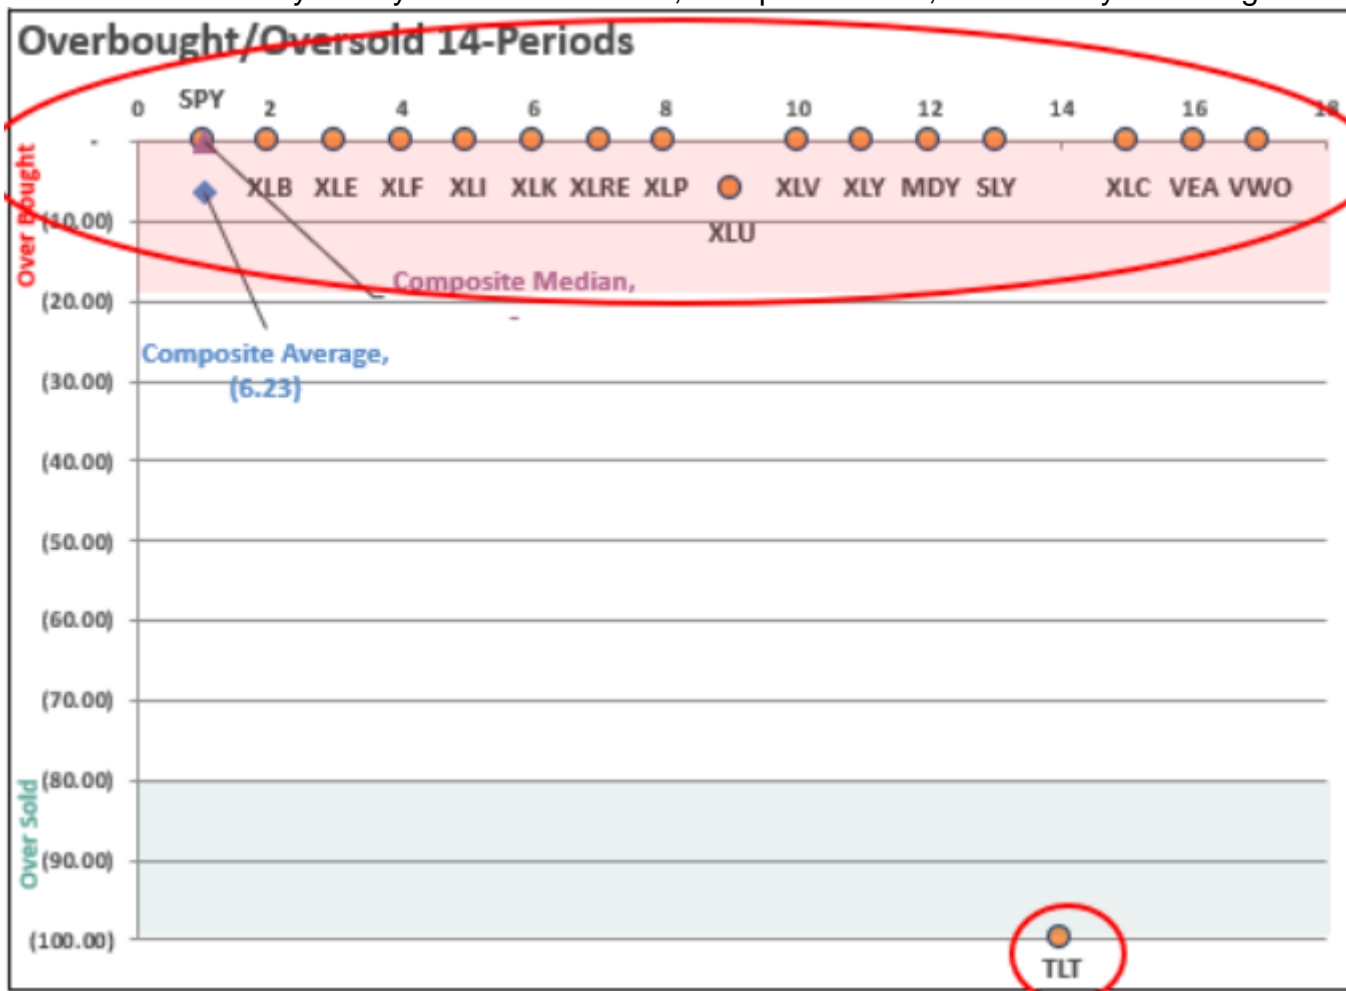 Overbought/Oversold 14-Periods
0 SPY 2 4 6 8 10 12 14 16 18
-
XLB XLE XLF XLI XLK XLRE XLP XLV XLY MDY SLY XLC VEA VWO
Over Bought
(10.00)
XLU
Composite Median,
-
(20.00)
Composite Average,
(6.23)
(30.00)
(40.00)
(50.00)
(60.00)
(70.00)
(80.00)
Over Sold
(90.00)
(100.00)
TLT